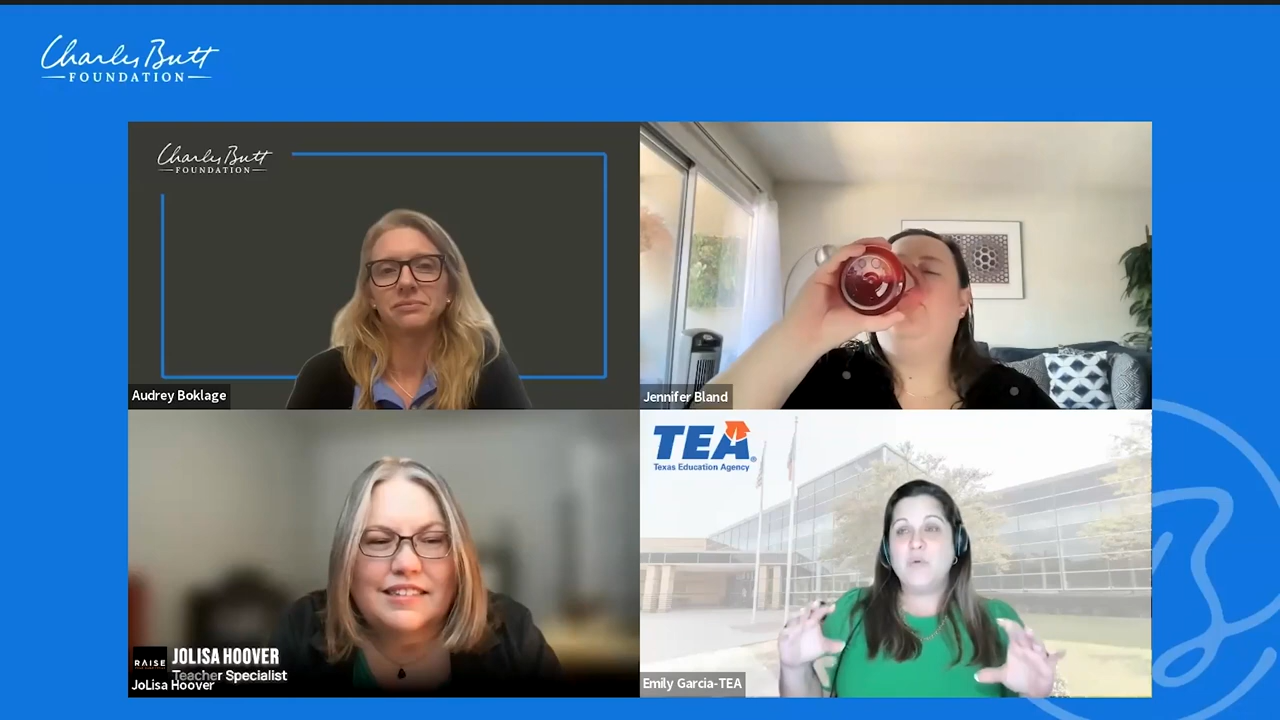 Charles Butt
FOUNDATION
Charles Butt
FOUNDATION
Audrey Boklage
Jennifer Bland
RAISE
JOLISA HOOVER
Teacher Specialist
JoLisa Hoover
TEA®
Texas Education Agency
Emily Garcia-TEA